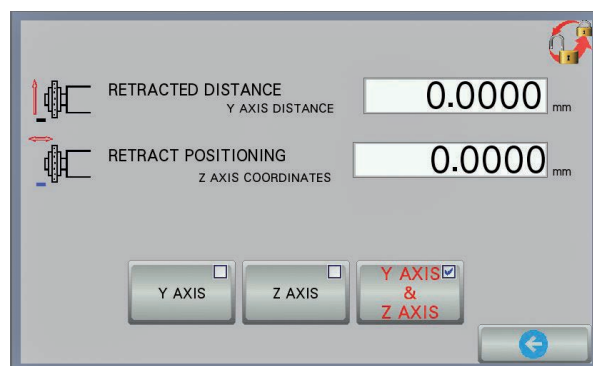 RETRACTED DISTANCE
Y AXIS DISTANCE
0.0000 mm
RETRACT POSITIONING
Z AXIS COORDINATES
0.0000 mm
Y AXIS
Z AXIS
Y AXIS
&
Z AXIS